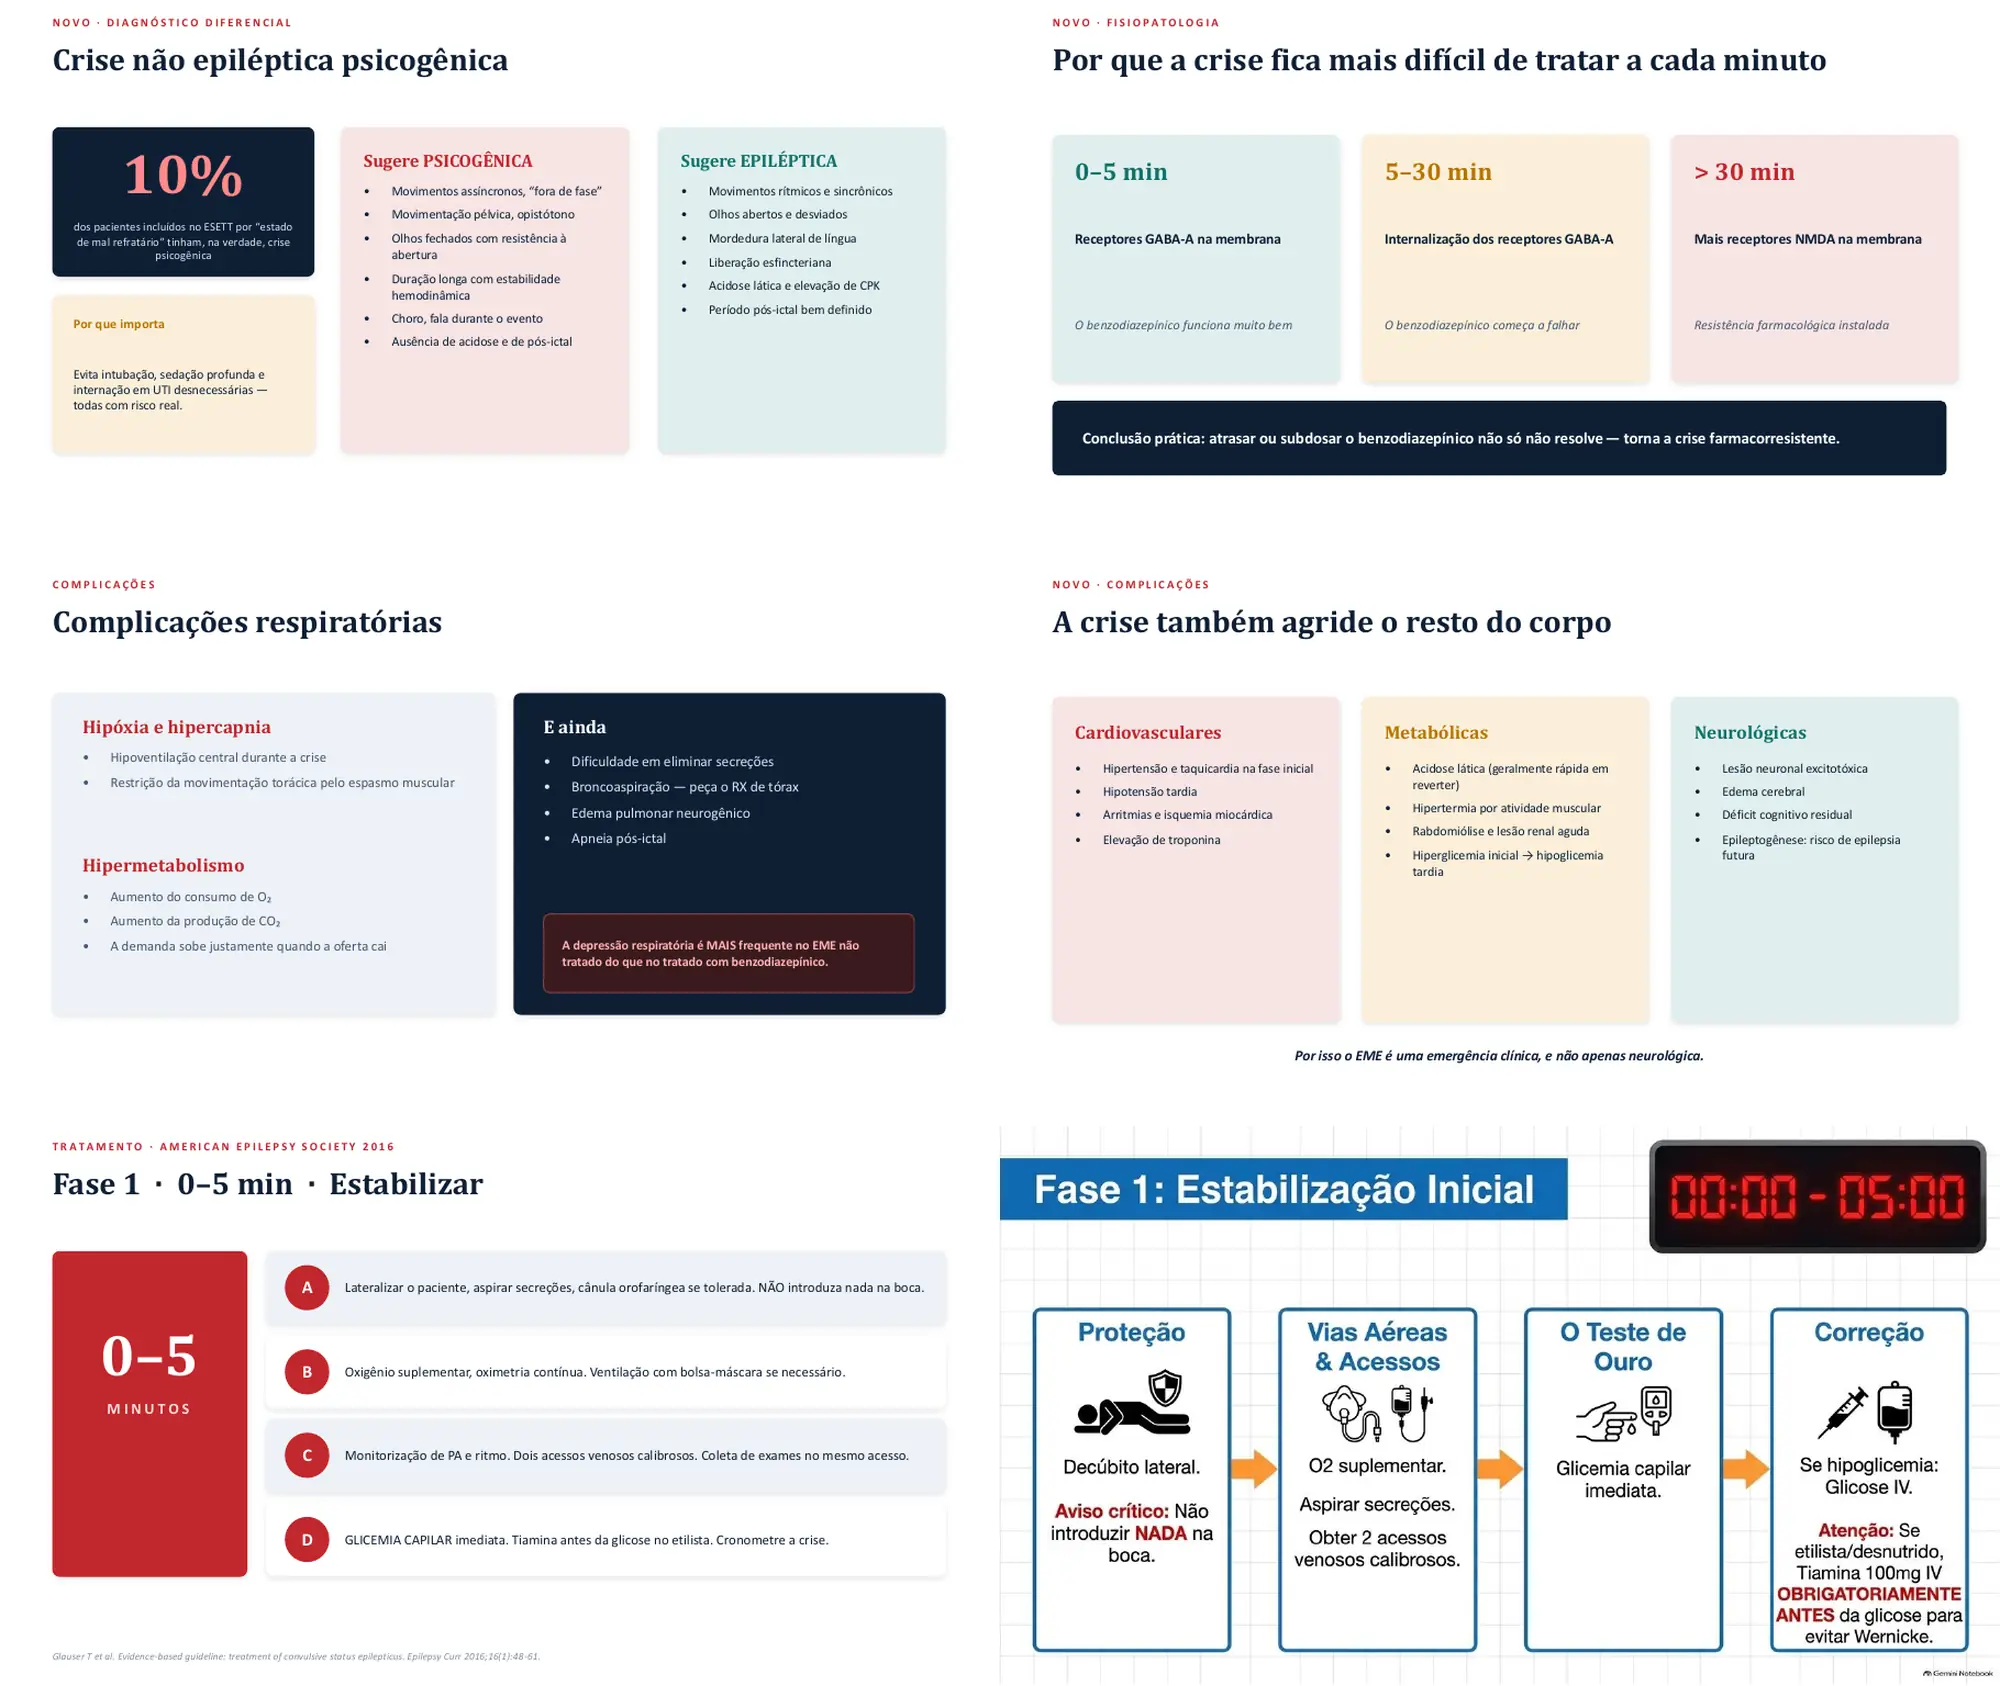 NOVO · DIAGNÓSTICO DIFERENCIAL
Crise não epiléptica psicogênica
10%
dos pacientes incluídos no ESETT por “estado
de mal refratário” tinham, na verdade, crise
psicogênica
Por que importa
Evita intubação, sedação profunda e
internação em UTI desnecessárias —
todas com risco real.
Sugere PSICOGÊNICA
• Movimentos assíncronos, “fora de fase”
• Movimentação pélvica, opistótono
• Olhos fechados com resistência à
abertura
• Duração longa com estabilidade
hemodinâmica
• Choro, fala durante o evento
• Ausência de acidose e de pós-ictal
Sugere EPILÉPTICA
• Movimentos rítmicos e sincrônicos
• Olhos abertos e desviados
• Mordedura lateral de língua
• Liberação esfincteriana
• Acidose lática e elevação de CPK
• Período pós-ictal bem definido
NOVO · FISIOPATOLOGIA
Por que a crise fica mais difícil de tratar a cada minuto
0–5 min
Receptores GABA-A na membrana
O benzodiazepínico funciona muito bem
5–30 min
Internalização dos receptores GABA-A
O benzodiazepínico começa a falhar
> 30 min
Mais receptores NMDA na membrana
Resistência farmacológica instalada
Conclusão prática: atrasar ou subdosar o benzodiazepínico não só não resolve — torna a crise farmacorresistente.
COMPLICAÇÕES
Complicações respiratórias
Hipóxia e hipercapnia
• Hipoventilação central durante a crise
• Restrição da movimentação torácica pelo espasmo muscular
Hipermetabolismo
• Aumento do consumo de O₂
• Aumento da produção de CO₂
• A demanda sobe justamente quando a oferta cai
E ainda
• Dificuldade em eliminar secreções
• Broncoaspiração — peça o RX de tórax
• Edema pulmonar neurogênico
• Apneia pós-ictal
A depressão respiratória é MAIS frequente no EME não
tratado do que no tratado com benzodiazepínico.
NOVO · COMPLICAÇÕES
A crise também agride o resto do corpo
Cardiovasculares
• Hipertensão e taquicardia na fase inicial
• Hipotensão tardia
• Arritmias e isquemia miocárdica
• Elevação de troponina
Metabólicas
• Acidose lática (geralmente rápida em
reverter)
• Hipertermia por atividade muscular
• Rabdomiólise e lesão renal aguda
• Hiperglicemia inicial → hipoglicemia
tardia
Neurológicas
• Lesão neuronal excitotóxica
• Edema cerebral
• Déficit cognitivo residual
• Epileptogênese: risco de epilepsia
futura
Por isso o EME é uma emergência clínica, e não apenas neurológica.
TRATAMENTO · AMERICAN EPILEPSY SOCIETY 2016
Fase 1 · 0–5 min · Estabilizar
0–5
MINUTOS
A Lateralizar o paciente, aspirar secreções, cânula orofaríngea se tolerada. NÃO introduza nada na boca.
B Oxigênio suplementar, oximetria contínua. Ventilação com bolsa-máscara se necessário.
C Monitorização de PA e ritmo. Dois acessos venosos calibrosos. Coleta de exames no mesmo acesso.
D GLICEMIA CAPILAR imediata. Tiamina antes da glicose no etilista. Cronometre a crise.
Glauser T et al. Evidence-based guideline: treatment of convulsive status epilepticus. Epilepsy Curr 2016;16(1):48-61.
Fase 1: Estabilização Inicial
00:00 - 05:00
Proteção
Decúbito lateral.
Aviso crítico: Não
introduzir NADA na
boca.
Vias Aéreas
& Acessos
O2 suplementar.
Aspirar secreções.
Obter 2 acessos
venosos calibrosos.
O Teste de
Ouro
Glicemia capilar
imediata.
Correção
Se hipoglicemia:
Glicose IV.
Atenção: Se
etilista/desnutrido,
Tiamina 100mg IV
OBRIGATORIAMENTE
ANTES da glicose para
evitar Wernicke.
Gemini Notebook